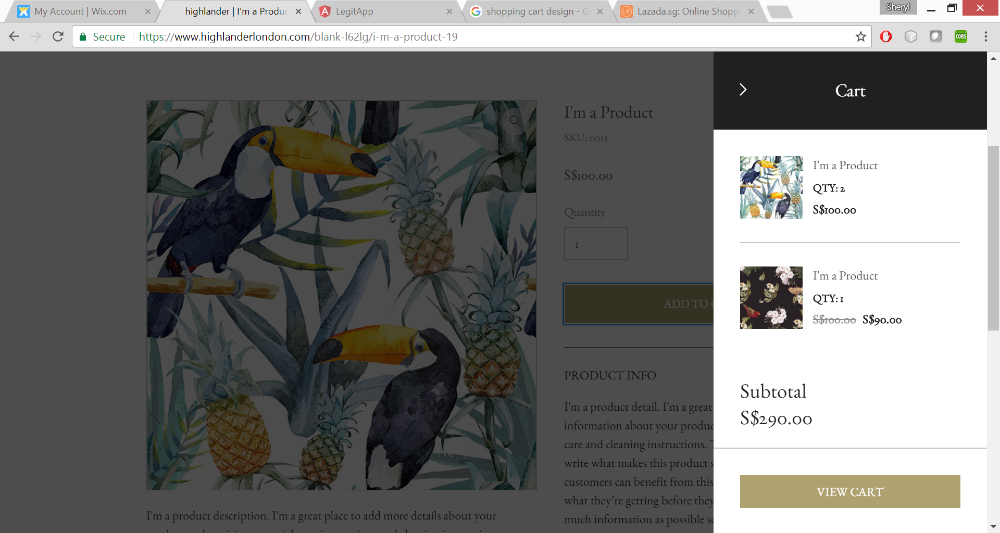 My Account | Wix.com
highlander | I'm a Produc
LegitApp
shopping cart design - G
Lazada.sg: Online Shopp
Sheryl
Secure
https://www.highlanderlondon.com/blank-l62lg/i-m-a-product-19
CORS
I'm a Product
SKU: 0013
S$100.00
Quantity
1
ADD TO
PRODUCT INFO
I'm a product detail. I'm a great
information about your produc
care and cleaning instructions.
write what makes this product s
customers can benefit from this
what they're getting before they
much information as possible so
I'm a product description. I'm a great place to add more details about your
Cart
I'm a Product
QTY: 2
S$100.00
I'm a Product
QTY: 1
S$100.00 S$90.00
Subtotal
S$290.00
VIEW CART